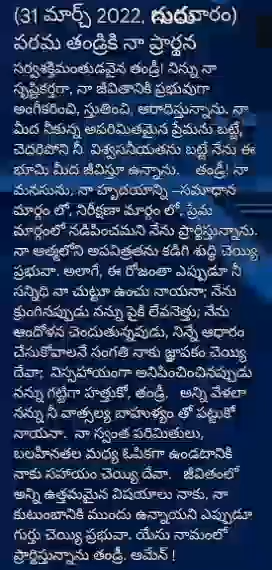 (31 మార్చ్ 2022, గురువారం)
పరమ తండ్రికి నా ప్రార్థన
సర్వశక్తిమంతుడవైన తండ్రీ! నిన్ను నా
సృష్టికర్తగా, నా జీవితానికి ప్రభువుగా
అంగీకరించి, స్తుతించి, ఆరాధిస్తున్నాను. నా
మీద నీకున్న అపరిమితమైన ప్రేమను బట్టే,
చెదరిపోని నీ విశ్వసనీయతను బట్టే నేను ఈ
భూమి మీద జీవిస్తూ ఉన్నాను. తండ్రీ! నా
మనసును, నా హృదయాన్ని –సమాధాన
మార్గం లో, నిరీక్షణా మార్గం లో, ప్రేమ
మార్గంలో నడిపించమని నేను ప్రార్థిస్తున్నాను.
నా ఆత్మలోని అపవిత్రతను కడిగి శుద్ధి చెయ్యి
ప్రభువా. అలాగే, ఈ రోజంతా ఎప్పుడూ నీ
సన్నిధి నా చుట్టూ ఉంచు నాయనా; నేను
క్రుంగినప్పుడు నన్ను పైకి లేవనెత్తు; నేను
ఆందోళన చెందుతున్నవుడు, నిన్నే ఆధారం
చేసుకోవాలనే సంగతి నాకు జ్ఞాపకం చెయ్యి
దేవా; నిస్సహాయంగా అనిపించినప్పుడు
నన్ను గట్టిగా హత్తుకో, తండ్రీ. అన్ని వేళలా
నన్ను నీ వాత్సల్య బాహుళ్యం తో పట్టుకో
నాయనా. నా స్వంత పరిమితులు,
బలహీనతల మధ్య ఓపికగా ఉండటానికి
నాకు సహాయం చెయ్యి దేవా. జీవితంలో
అన్ని ఉత్తమమైన విషయాలు నాకు, నా
కుటుంబానికి ముందు ఉన్నాయని ఎప్పుడూ
గుర్తు చెయ్యి ప్రభువా. యేసు నామంలో
ప్రార్థిస్తున్నాను తండ్రీ. ఆమేన్ !